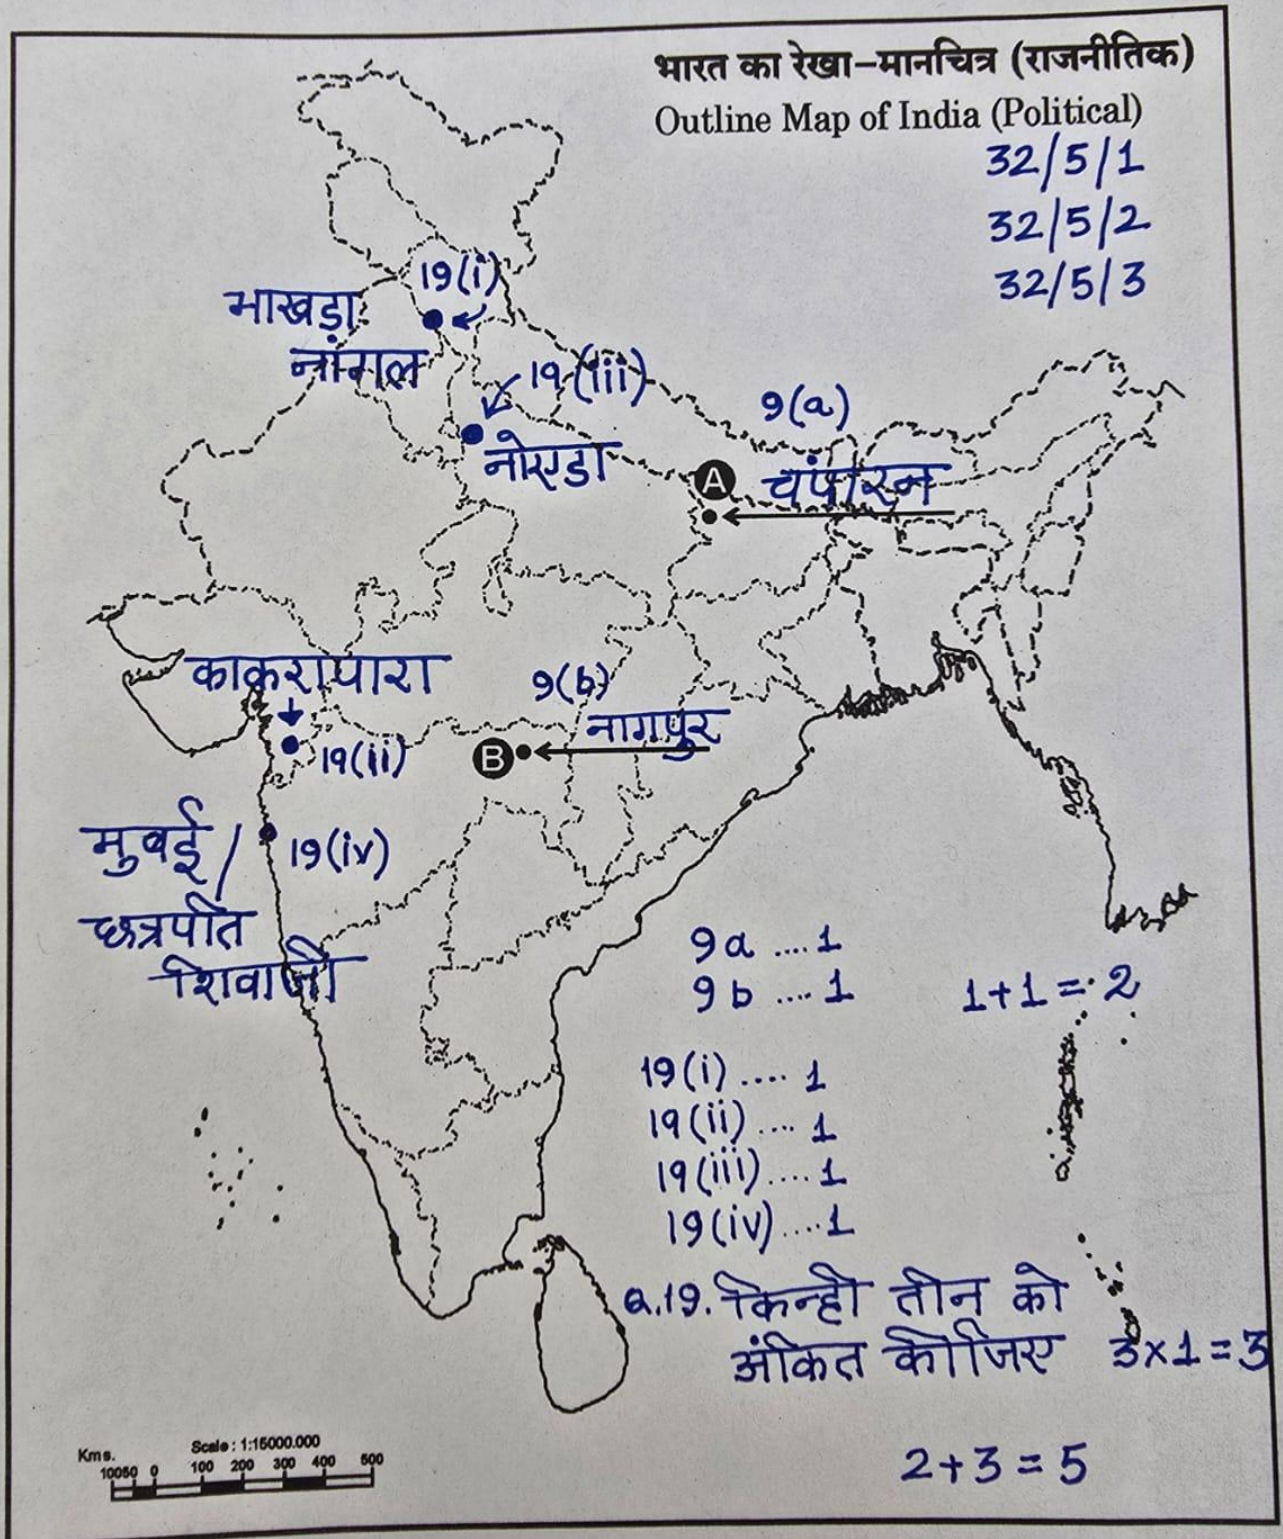 भारत का रेखा–मानचित्र (राजनीतिक)
Outline Map of India (Political)
32/5/1
32/5/2
32/5/3
19(i)
भाखड़ा
नांगल
19(iii)
नोएडा
9(a)
A
चंपारन
काकरापारा
19(ii)
9(b)
नागपुर
B
मुबई/
19(iv)
छत्रपति
शिवाजी
9a ....1
9b ....1 1+1 = 2
19(i) .... 1
19(ii) .... 1
19(iii).... 1
19(iv) ....1
Q.19. किन्ही तीन को
अंकित कीजिए 3x1=3
2+3=5
Kms. Scale : 1:15000.000
10050 0 100 200 300 400 500